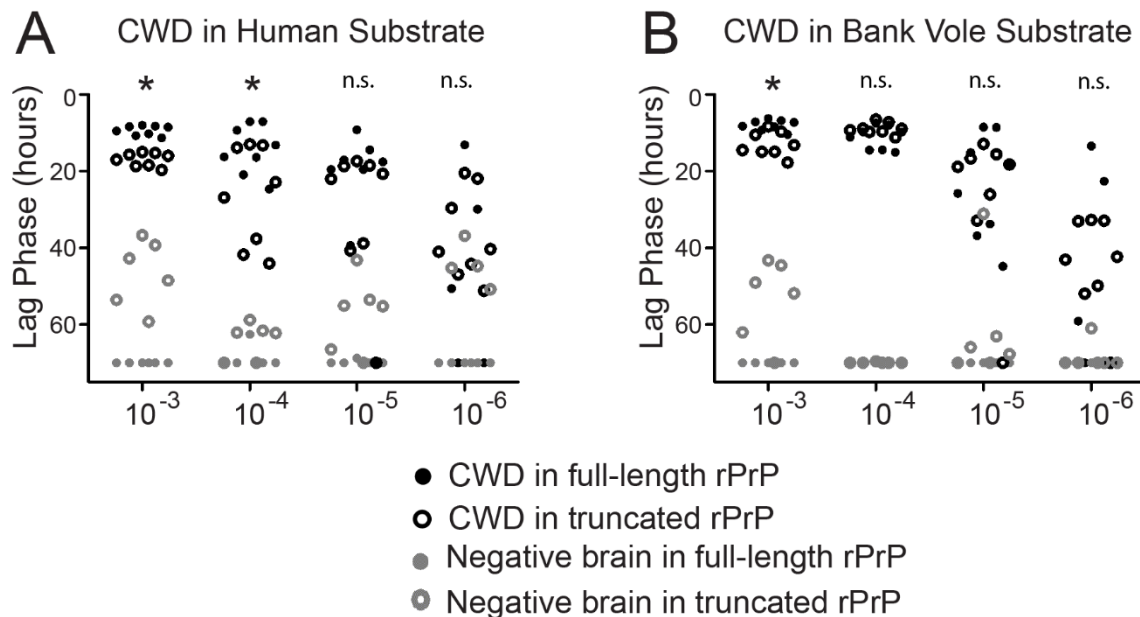 A CWD in Human Substrate
* * n.s. n.s.
Lag Phase (hours)
0
20
40
60
10-3 10-4 10-5 10-6
B CWD in Bank Vole Substrate
* n.s. n.s. n.s.
Lag Phase (hours)
0
20
40
60
10-3 10-4 10-5 10-6
CWD in full-length rPrP
CWD in truncated rPrP
Negative brain in full-length rPrP
Negative brain in truncated rPrP